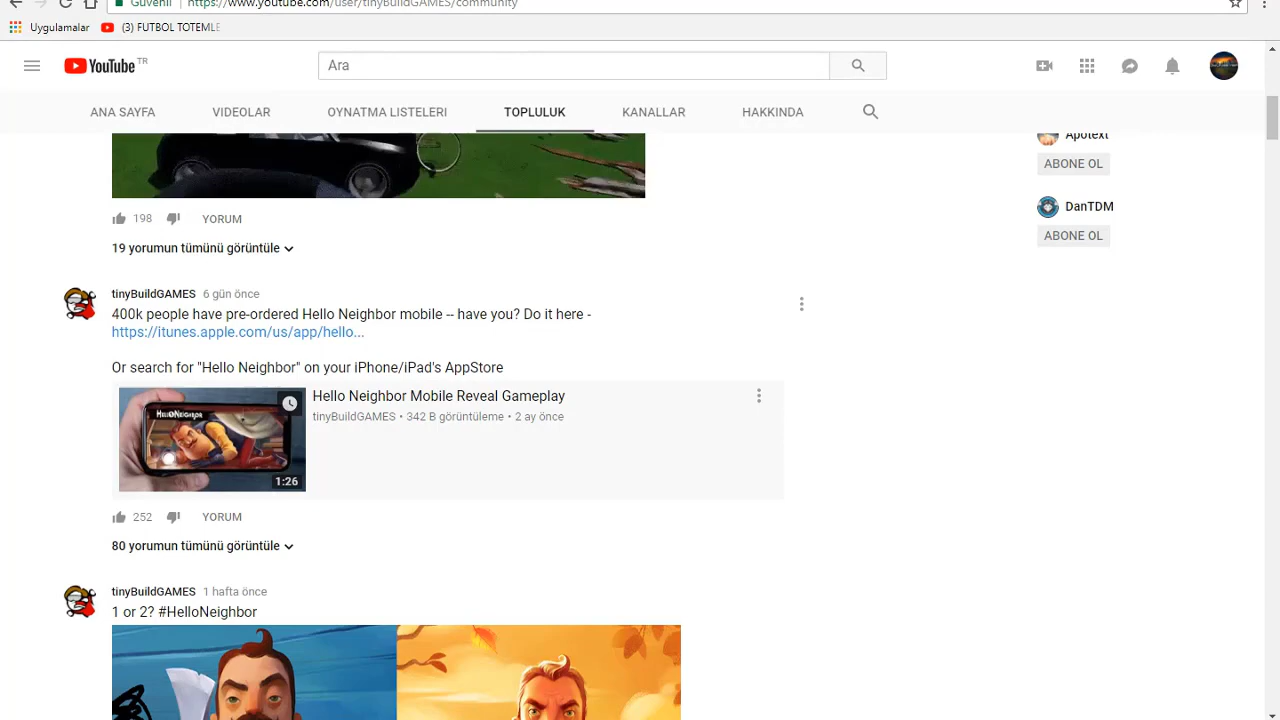 Güvenli
https://www.youtube.com/user/tinyBuildGAMES/community
Uygulamalar
(3) FUTBOL TOTEMLE
YouTube TR
Ara
ANA SAYFA
VIDEOLAR
OYNATMA LISTELERI
TOPLULUK
KANALLAR
HAKKINDA
Apotext
ABONE OL
DanTDM
ABONE OL
198
YORUM
19 yorumun tümünü görüntüle
tinyBuildGAMES 6 gün önce
400k people have pre-ordered Hello Neighbor mobile -- have you? Do it here -
https://itunes.apple.com/us/app/hello...
Or search for "Hello Neighbor" on your iPhone/iPad's AppStore
HELLO NEIGHBOR
1:26
Hello Neighbor Mobile Reveal Gameplay
tinyBuildGAMES • 342 B görüntüleme • 2 ay önce
252
YORUM
80 yorumun tümünü görüntüle
tinyBuildGAMES 1 hafta önce
1 or 2? #HelloNeighbor